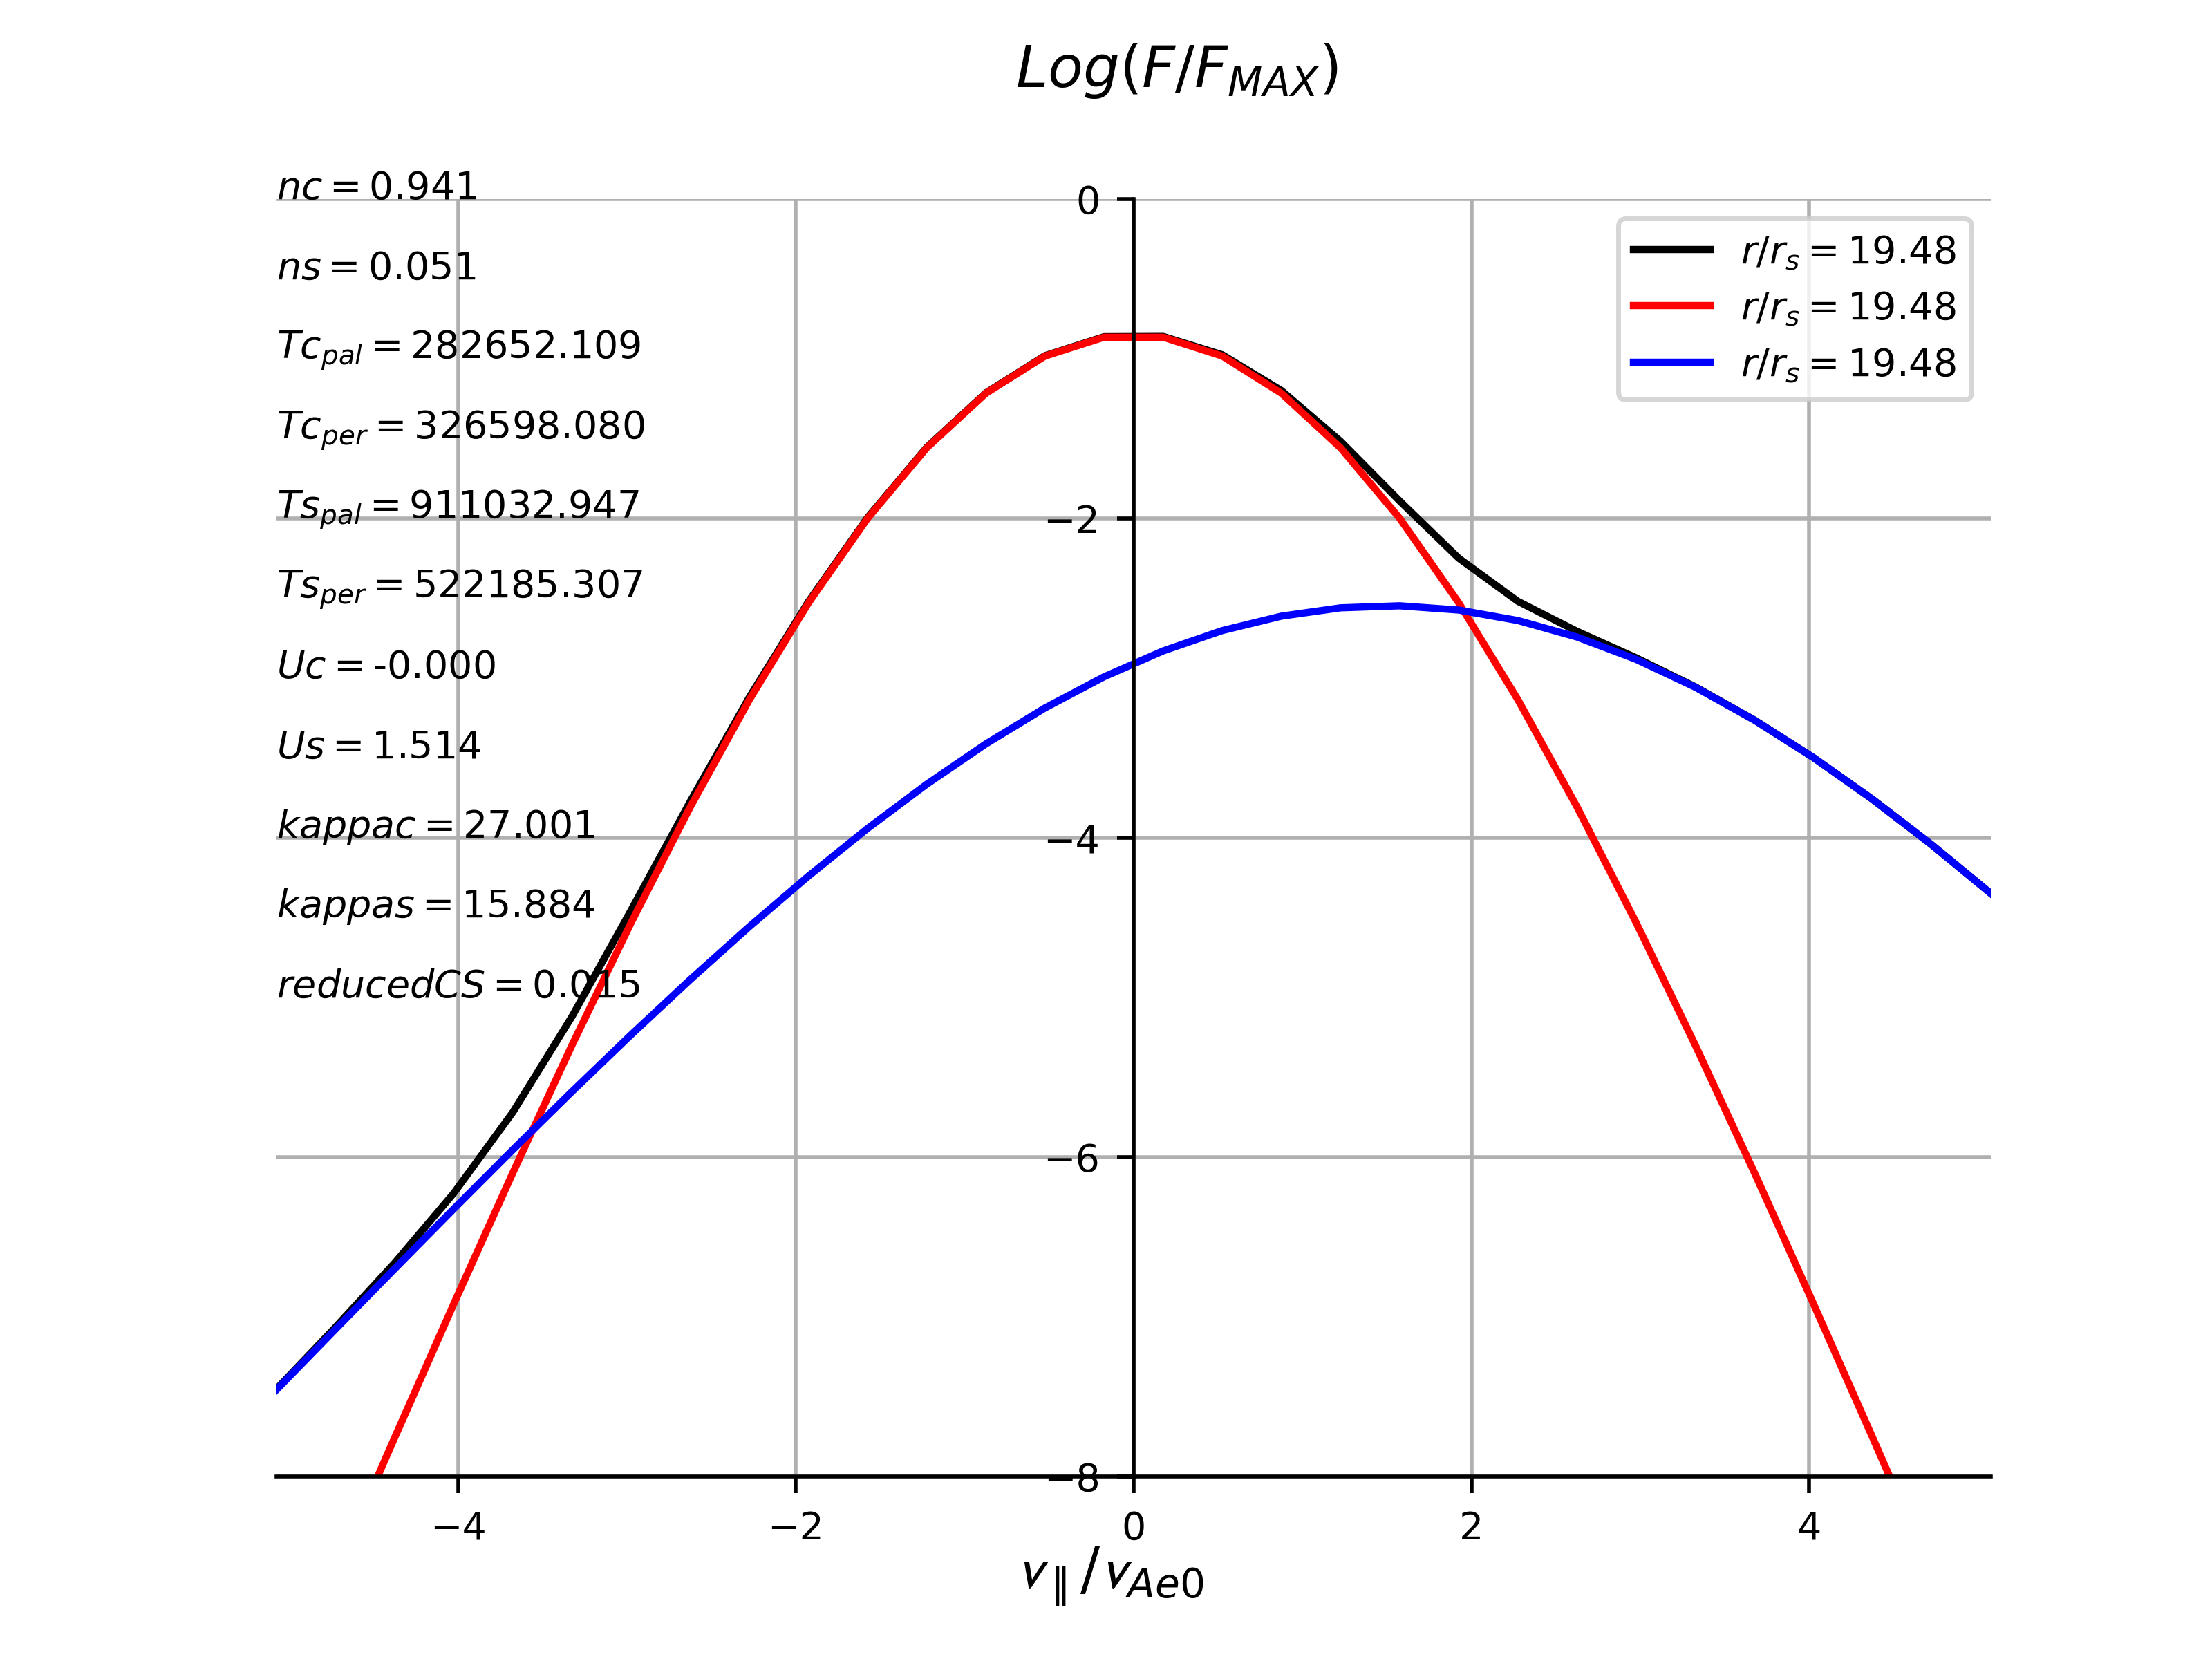 Log(F/F_MAX)
nc = 0.941
ns = 0.051
Tc_pal = 282652.109
Tc_per = 326598.080
Ts_pal = 911032.947
Ts_per = 522185.307
Uc = -0.000
Us = 1.514
kappac = 27.001
kappas = 15.884
reducedCS = 0.015
0
−2
−4
−6
−8
r/r_s = 19.48
r/r_s = 19.48
r/r_s = 19.48
−4 −2 0 2 4
v_∥/v_Ae0